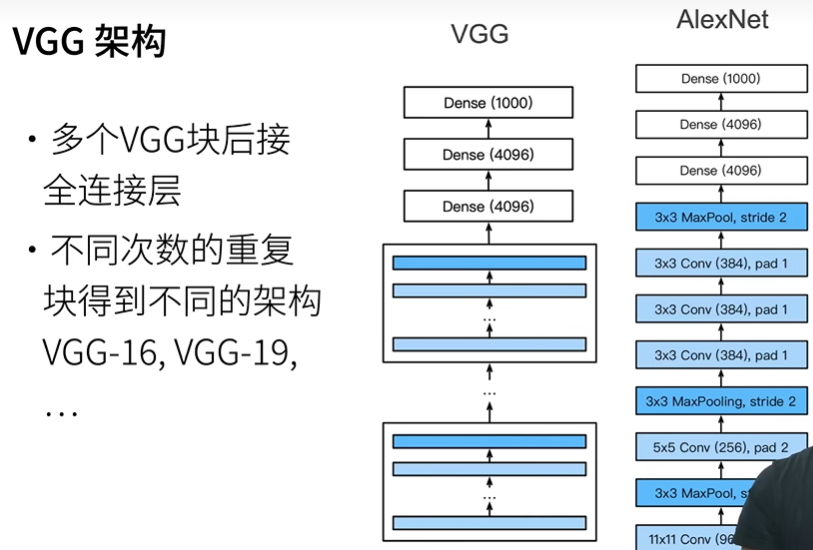 VGG 架构
• 多个VGG块后接
全连接层
• 不同次数的重复
块得到不同的架构
VGG-16, VGG-19,
…
VGG
Dense (1000)
Dense (4096)
Dense (4096)
...
...
...
AlexNet
Dense (1000)
Dense (4096)
Dense (4096)
3x3 MaxPool, stride 2
3x3 Conv (384), pad 1
3x3 Conv (384), pad 1
3x3 Conv (384), pad 1
3x3 MaxPooling, stride 2
5x5 Conv (256), pad 2
3x3 MaxPool,
11x11 Conv